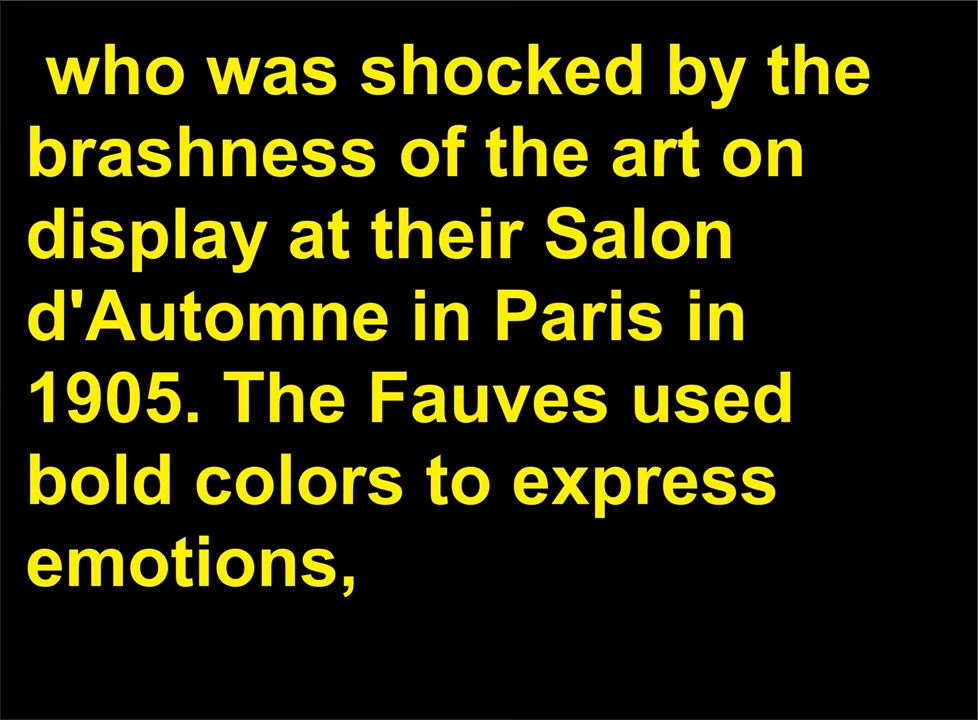 who was shocked by the
brashness of the art on
display at their Salon
d'Automne in Paris in
1905. The Fauves used
bold colors to express
emotions,